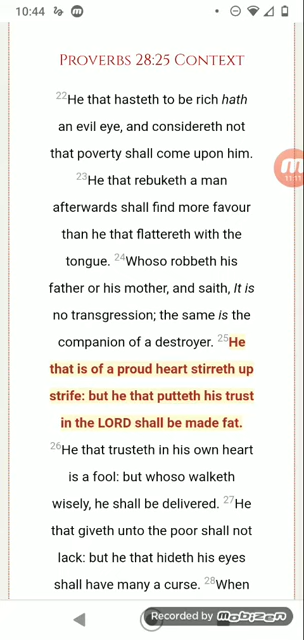 10:44
PROVERBS 28:25 CONTEXT
22He that hasteth to be rich hath
an evil eye, and considereth not
that poverty shall come upon him.
23He that rebuketh a man
afterwards shall find more favour
than he that flattereth with the
tongue. 24Whoso robbeth his
father or his mother, and saith, It is
no transgression; the same is the
companion of a destroyer. 25He
that is of a proud heart stirreth up
strife: but he that putteth his trust
in the LORD shall be made fat.
26He that trusteth in his own heart
is a fool: but whoso walketh
wisely, he shall be delivered. 27He
that giveth unto the poor shall not
lack: but he that hideth his eyes
shall have many a curse. 28When
11:11
Recorded by mobizen